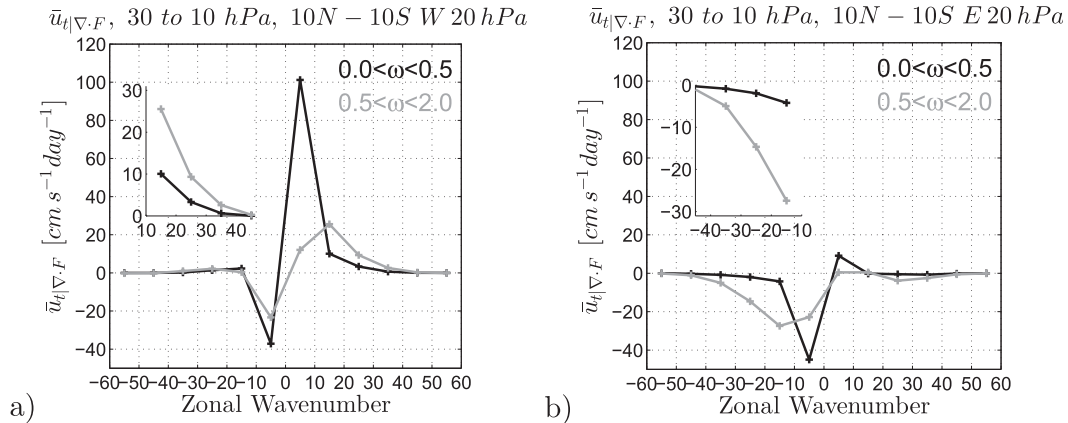 ū_t|∇·F, 30 to 10 hPa, 10N − 10S W 20 hPa
ū_t|∇·F [cm s⁻¹ day⁻¹]
120
100
80
60
40
20
0
−20
−40
0.0<ω<0.5
0.5<ω<2.0
30
20
10
0
10 20 30 40
−60 −50 −40 −30 −20 −10 0 10 20 30 40 50 60
Zonal Wavenumber
a)
ū_t|∇·F, 30 to 10 hPa, 10N − 10S E 20 hPa
ū_t|∇·F [cm s⁻¹ day⁻¹]
120
100
80
60
40
20
0
−20
−40
0.0<ω<0.5
0.5<ω<2.0
0
−10
−20
−30
−40 −30 −20 −10
−60 −50 −40 −30 −20 −10 0 10 20 30 40 50 60
Zonal Wavenumber
b)